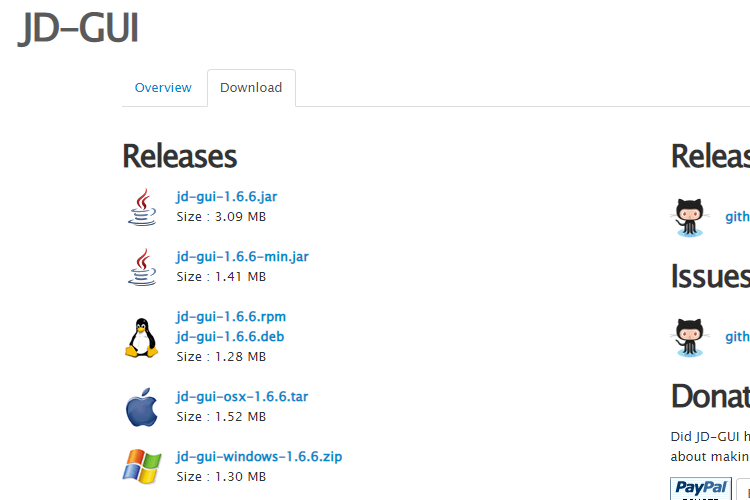 JD-GUI
Overview
Download
Releases
jd-gui-1.6.6.jar
Size : 3.09 MB
jd-gui-1.6.6-min.jar
Size : 1.41 MB
jd-gui-1.6.6.rpm
jd-gui-1.6.6.deb
Size : 1.28 MB
jd-gui-osx-1.6.6.tar
Size : 1.52 MB
jd-gui-windows-1.6.6.zip
Size : 1.30 MB
Releas
gith
Issues
gith
Donat
Did JD-GUI h
about makin
PayPal